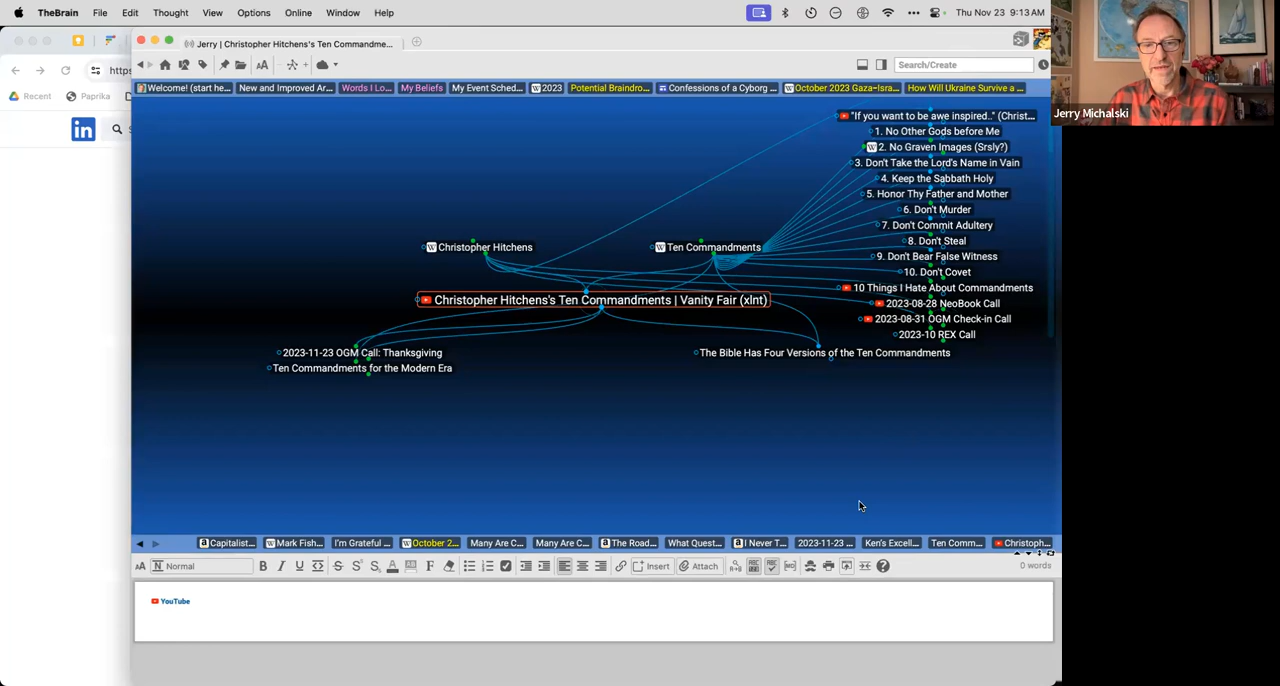 TheBrain File Edit Thought View Options Online Window Help Thu Nov 23 9:13 AM
Jerry | Christopher Hitchens's Ten Commandme...
https
Search/Create
Recent Paprika
Welcome! (start he... New and Improved Ar... Words I Lo... My Beliefs My Event Sched... 2023 Potential Braindro... Confessions of a Cyborg ... October 2023 Gaza−Isra... How Will Ukraine Survive a ...
Jerry Michalski
"If you want to be awe inspired.." (Christ...
1. No Other Gods before Me
2. No Graven Images (Srsly?)
3. Don't Take the Lord's Name in Vain
4. Keep the Sabbath Holy
5. Honor Thy Father and Mother
6. Don't Murder
7. Don't Commit Adultery
8. Don't Steal
9. Don't Bear False Witness
10. Don't Covet
10 Things I Hate About Commandments
2023-08-28 NeoBook Call
2023-08-31 OGM Check-in Call
2023-10 REX Call
Christopher Hitchens
Ten Commandments
Christopher Hitchens's Ten Commandments | Vanity Fair (xlnt)
2023-11-23 OGM Call: Thanksgiving
Ten Commandments for the Modern Era
The Bible Has Four Versions of the Ten Commandments
Capitalist... Mark Fish... I'm Grateful ... October 2... Many Are C... Many Are C... The Road... What Quest... I Never T... 2023-11-23 ... Ken's Excell... Ten Comm... Christoph...
Normal Insert Attach 0 words
YouTube